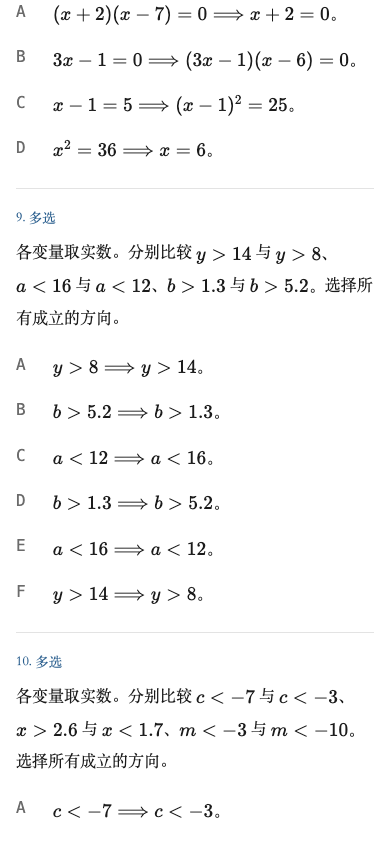 A (x + 2)(x − 7) = 0 ⟹ x + 2 = 0。
B 3x − 1 = 0 ⟹ (3x − 1)(x − 6) = 0。
C x − 1 = 5 ⟹ (x − 1)² = 25。
D x² = 36 ⟹ x = 6。
9. 多选
各变量取实数。分别比较 y > 14 与 y > 8、
a < 16 与 a < 12、b > 1.3 与 b > 5.2。选择所
有成立的方向。
A y > 8 ⟹ y > 14。
B b > 5.2 ⟹ b > 1.3。
C a < 12 ⟹ a < 16。
D b > 1.3 ⟹ b > 5.2。
E a < 16 ⟹ a < 12。
F y > 14 ⟹ y > 8。
10. 多选
各变量取实数。分别比较 c < −7 与 c < −3、
x > 2.6 与 x < 1.7、m < −3 与 m < −10。
选择所有成立的方向。
A c < −7 ⟹ c < −3。